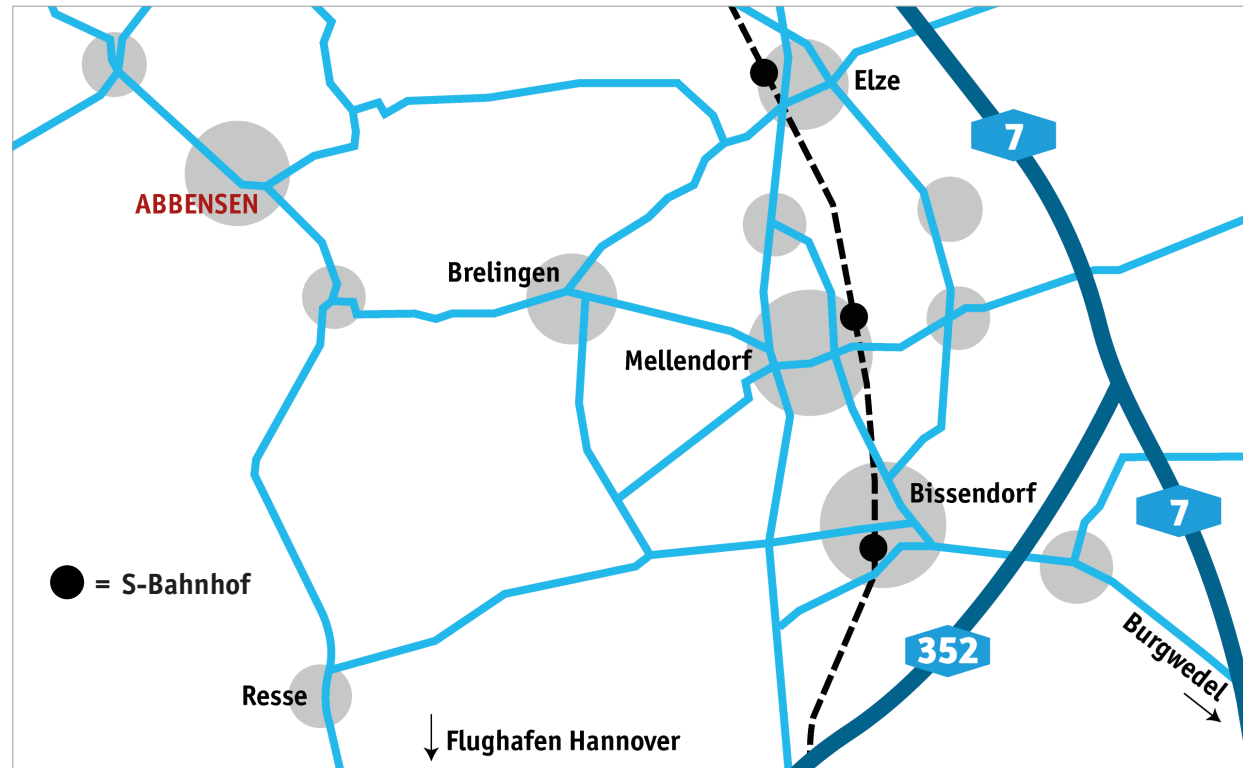 Elze
7
ABBENSEN
Brelingen
Mellendorf
Bissendorf
7
= S-Bahnhof
352
Burgwedel
Resse
Flughafen Hannover